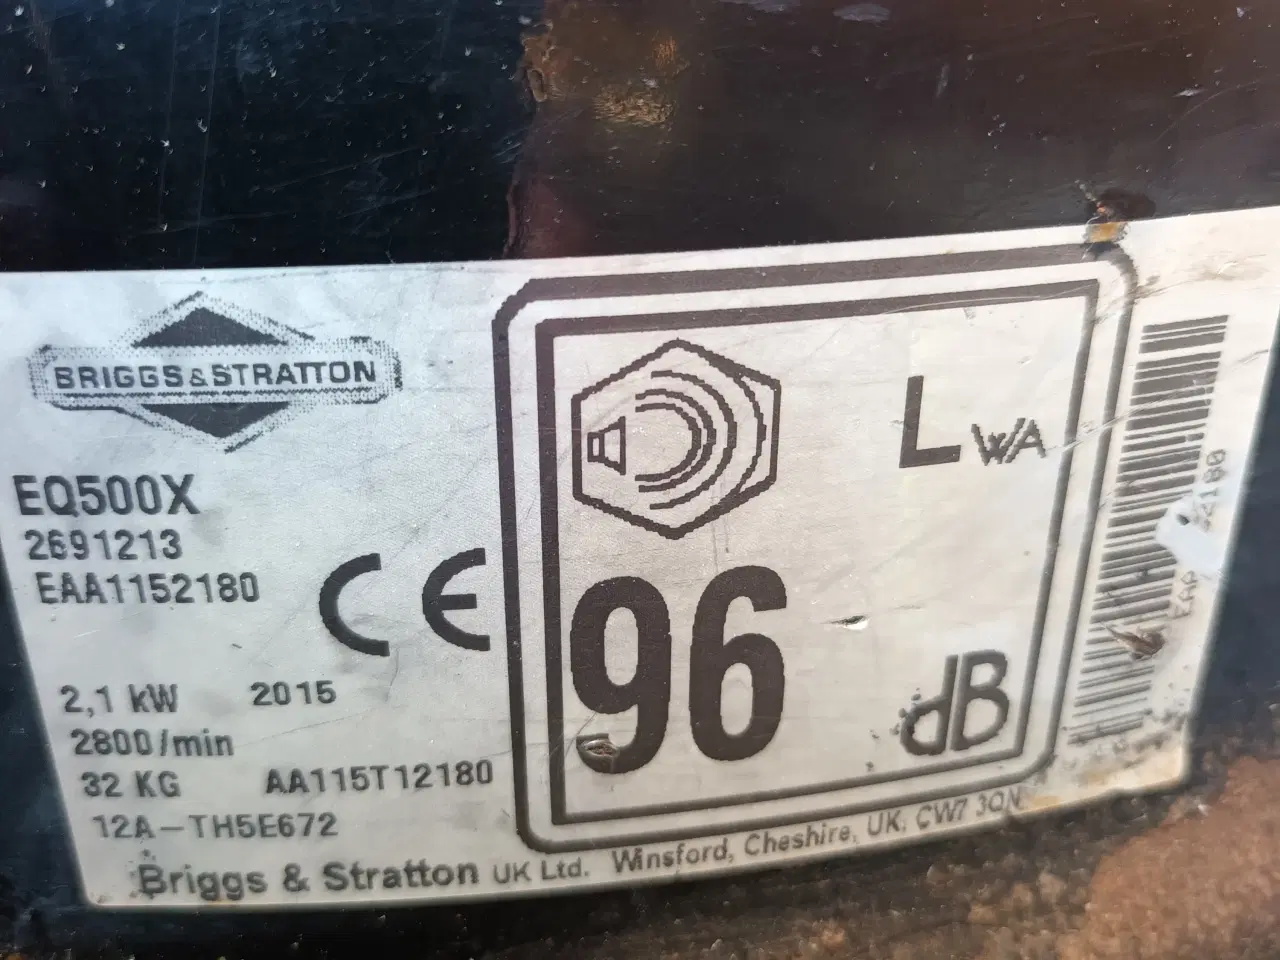 BRIGGS & STRATTON
EQ500X
2691213
EAA1152180
CE
2,1 kW 2015
2800/min
32 KG AA115T12180
12A-TH5E672
Briggs & Stratton UK Ltd. Winsford, Cheshire, UK, CW7 3QN
LWA
96
dB